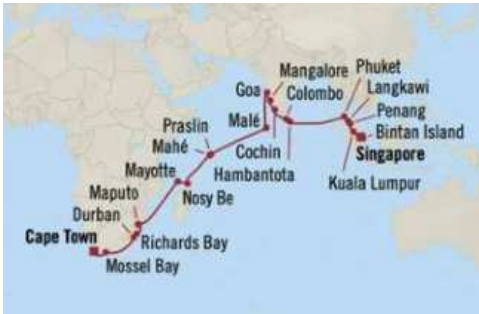 Phuket
Mangalore
Langkawi
Goa
Colombo
Penang
Praslin
Malé
Bintan Island
Mahé
Cochin
Singapore
Mayotte
Hambantota
Kuala Lumpur
Maputo
Nosy Be
Durban
Cape Town
Richards Bay
Mossel Bay